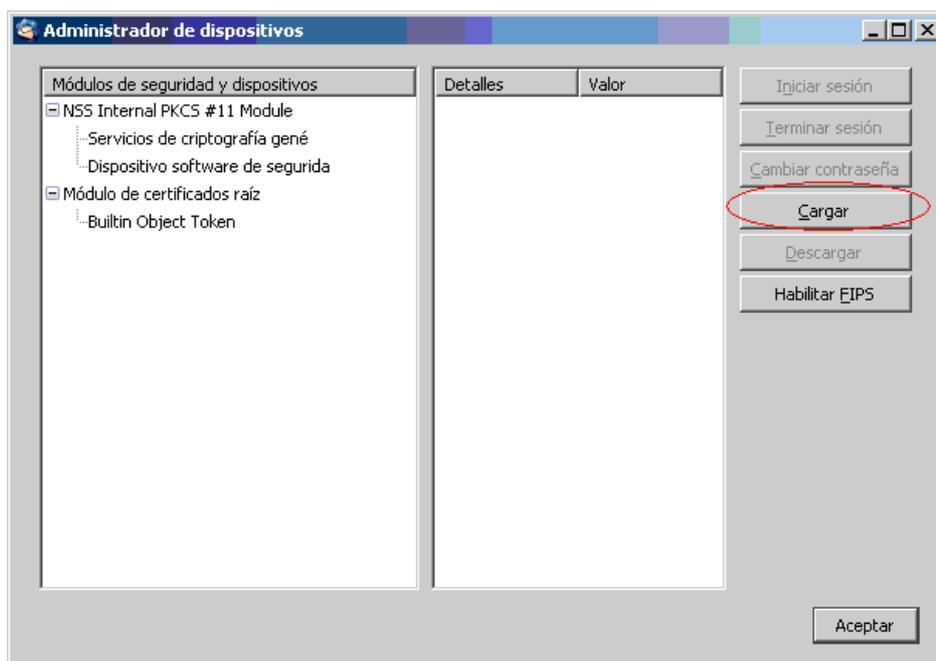 Administrador de dispositivos
Módulos de seguridad y dispositivos
NSS Internal PKCS #11 Module
Servicios de criptografía gené
Dispositivo software de segurida
Módulo de certificados raíz
Builtin Object Token
Detalles
Valor
Iniciar sesión
Terminar sesión
Cambiar contraseña
Cargar
Descargar
Habilitar FIPS
Aceptar